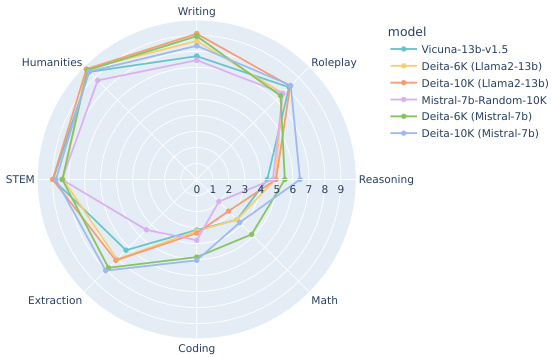 Writing
Humanities
Roleplay
STEM
0 1 2 3 4 5 6 7 8 9
Reasoning
Extraction
Math
Coding
model
Vicuna-13b-v1.5
Deita-6K (Llama2-13b)
Deita-10K (Llama2-13b)
Mistral-7b-Random-10K
Deita-6K (Mistral-7b)
Deita-10K (Mistral-7b)